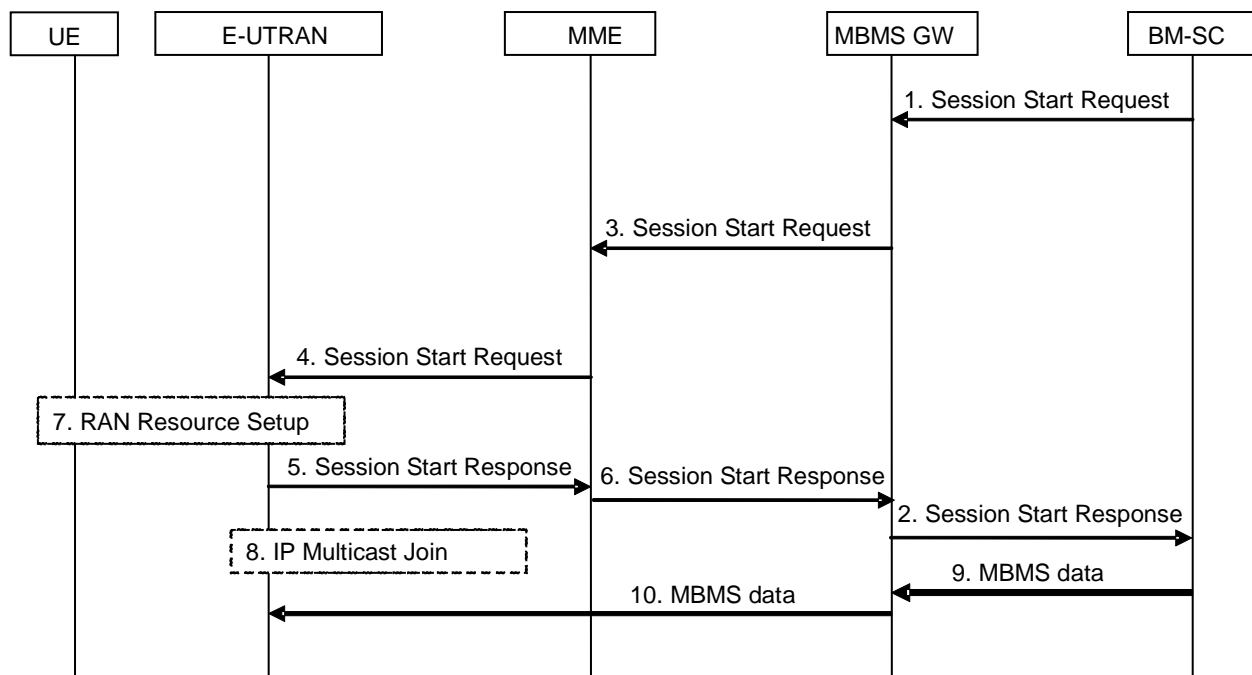 UE
E-UTRAN
MME
MBMS GW
BM-SC
1. Session Start Request
3. Session Start Request
4. Session Start Request
7. RAN Resource Setup
5. Session Start Response
6. Session Start Response
2. Session Start Response
8. IP Multicast Join
9. MBMS data
10. MBMS data